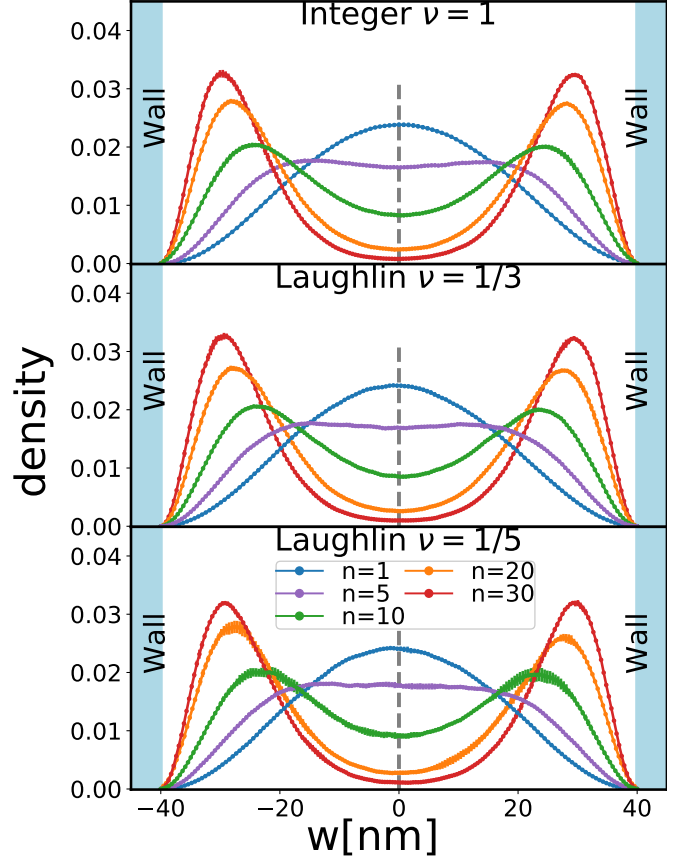 Integer ν = 1
0.04
0.03
0.02
0.01
0.00
Wall
Wall
Laughlin ν = 1/3
0.04
0.03
0.02
0.01
0.00
Wall
Wall
density
Laughlin ν = 1/5
n=1
n=20
n=5
n=30
n=10
0.04
0.03
0.02
0.01
0.00
Wall
Wall
−40
−20
0
20
40
w[nm]